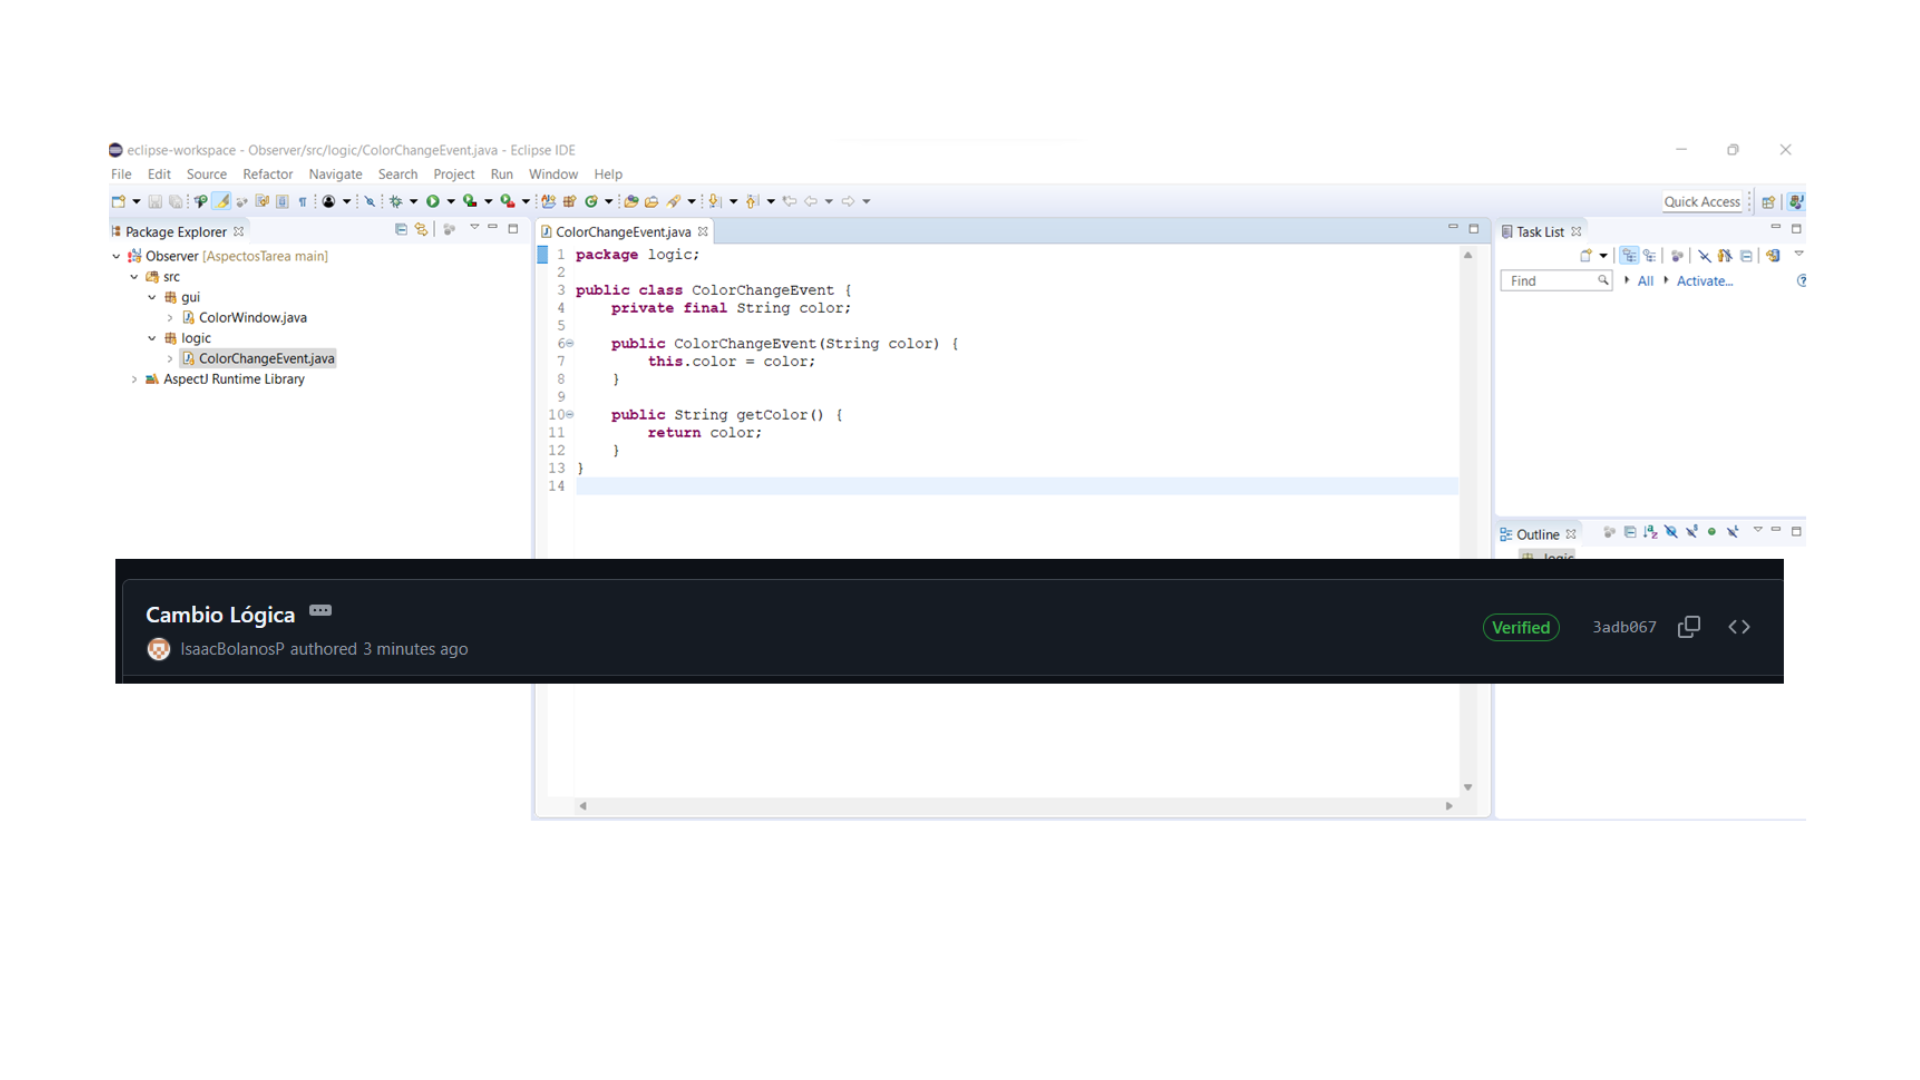 eclipse-workspace - Observer/src/logic/ColorChangeEvent.java - Eclipse IDE
File Edit Source Refactor Navigate Search Project Run Window Help
Quick Access
Package Explorer
Observer [AspectosTarea main]
src
gui
ColorWindow.java
logic
ColorChangeEvent.java
AspectJ Runtime Library
ColorChangeEvent.java
1 package logic;
2
3 public class ColorChangeEvent {
4     private final String color;
5
6     public ColorChangeEvent(String color) {
7         this.color = color;
8     }
9
10     public String getColor() {
11         return color;
12     }
13 }
14
Task List
Find All Activate...
Outline
logic
Cambio Lógica
IsaacBolanosP authored 3 minutes ago
Verified 3adb067